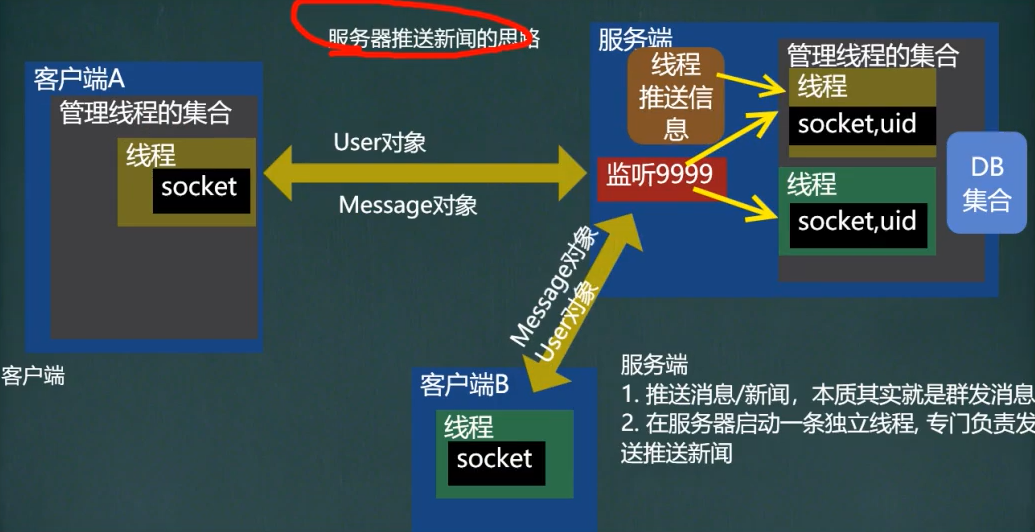 服务器推送新闻的思路
客户端A
管理线程的集合
线程
socket
客户端
User对象
Message对象
服务端
线程
推送信
息
监听9999
管理线程的集合
线程
socket,uid
线程
socket,uid
DB
集合
Message对象
User对象
客户端B
线程
socket
服务端
1. 推送消息/新闻，本质其实就是群发消息
2. 在服务器启动一条独立线程, 专门负责发
送推送新闻